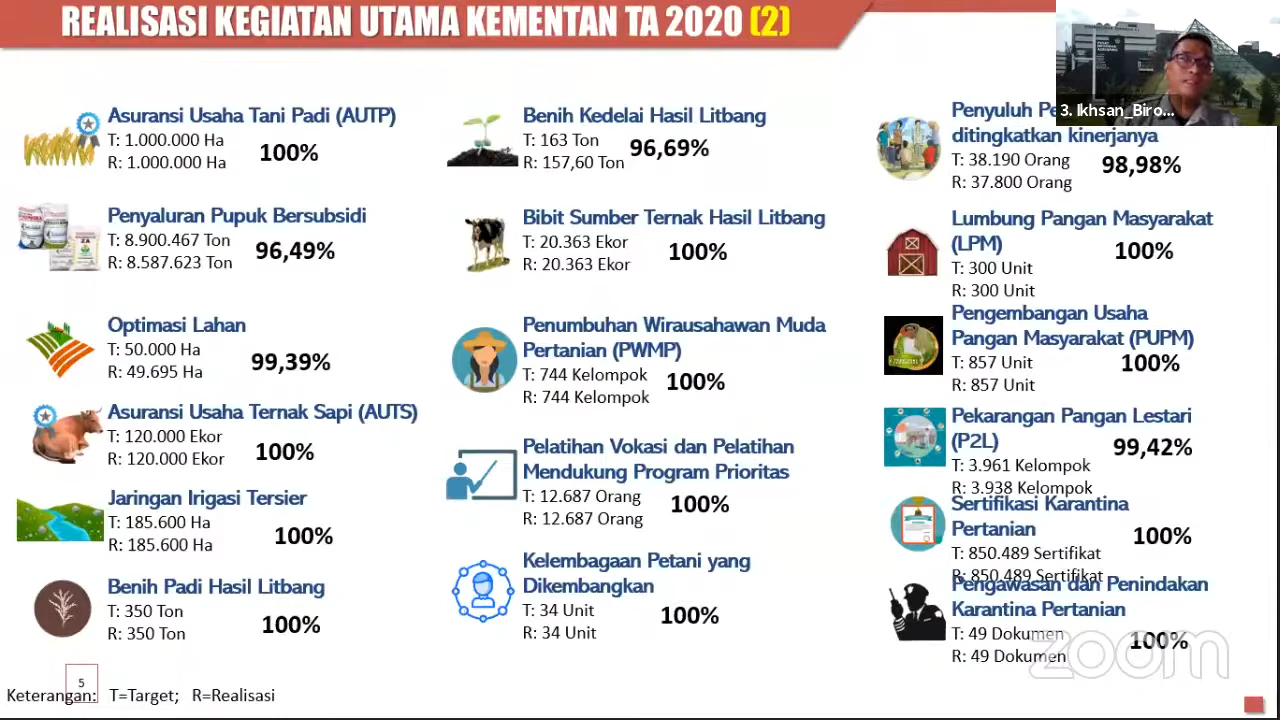 REALISASI KEGIATAN UTAMA KEMENTAN TA 2020 (2)
3. Ikhsan_Biro...
Asuransi Usaha Tani Padi (AUTP)
T: 1.000.000 Ha
R: 1.000.000 Ha
100%
Penyaluran Pupuk Bersubsidi
T: 8.900.467 Ton
R: 8.587.623 Ton
96,49%
Optimasi Lahan
T: 50.000 Ha
R: 49.695 Ha
99,39%
Asuransi Usaha Ternak Sapi (AUTS)
T: 120.000 Ekor
R: 120.000 Ekor
100%
Jaringan Irigasi Tersier
T: 185.600 Ha
R: 185.600 Ha
100%
Benih Padi Hasil Litbang
T: 350 Ton
R: 350 Ton
100%
Benih Kedelai Hasil Litbang
T: 163 Ton
R: 157,60 Ton
96,69%
Bibit Sumber Ternak Hasil Litbang
T: 20.363 Ekor
R: 20.363 Ekor
100%
Penumbuhan Wirausahawan Muda
Pertanian (PWMP)
T: 744 Kelompok
R: 744 Kelompok
100%
Pelatihan Vokasi dan Pelatihan
Mendukung Program Prioritas
T: 12.687 Orang
R: 12.687 Orang
100%
Kelembagaan Petani yang
Dikembangkan
T: 34 Unit
R: 34 Unit
100%
Penyuluh
ditingkatkan kinerjanya
T: 38.190 Orang
R: 37.800 Orang
98,98%
Lumbung Pangan Masyarakat
(LPM)
T: 300 Unit
R: 300 Unit
100%
Pengembangan Usaha
Pangan Masyarakat (PUPM)
T: 857 Unit
R: 857 Unit
100%
Pekarangan Pangan Lestari
(P2L)
T: 3.961 Kelompok
R: 3.938 Kelompok
99,42%
Sertifikasi Karantina
Pertanian
T: 850.489 Sertifikat
R: 850.489 Sertifikat
100%
Pengawasan dan Penindakan
Karantina Pertanian
T: 49 Dokumen
R: 49 Dokumen
100%
zoom
5
Keterangan: T=Target; R=Realisasi